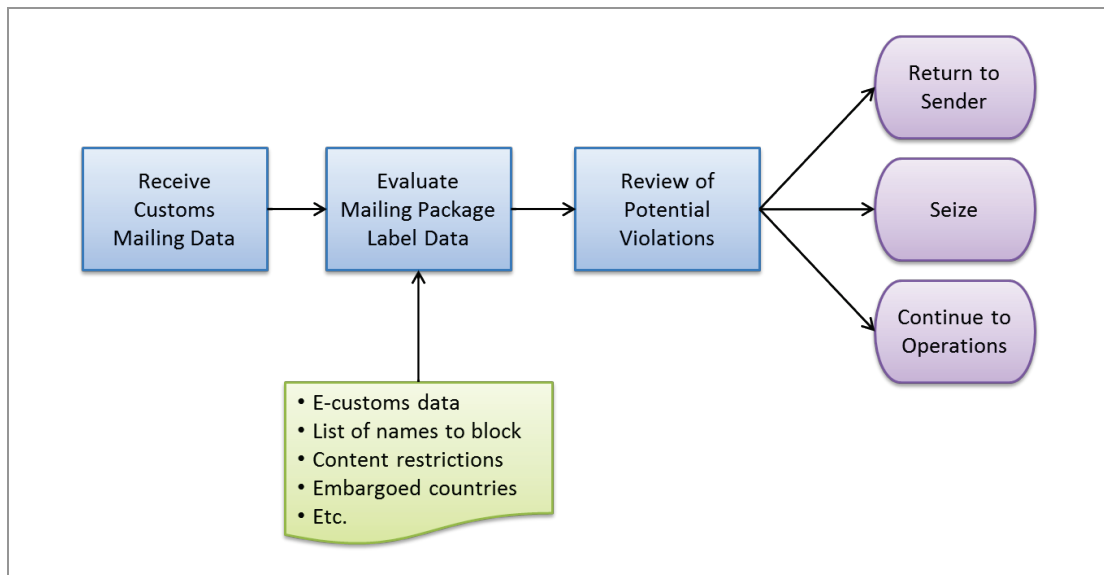 Receive
Customs
Mailing Data
Evaluate
Mailing Package
Label Data
Review of
Potential
Violations
Return to
Sender
Seize
Continue to
Operations
• E-customs data
• List of names to block
• Content restrictions
• Embargoed countries
• Etc.